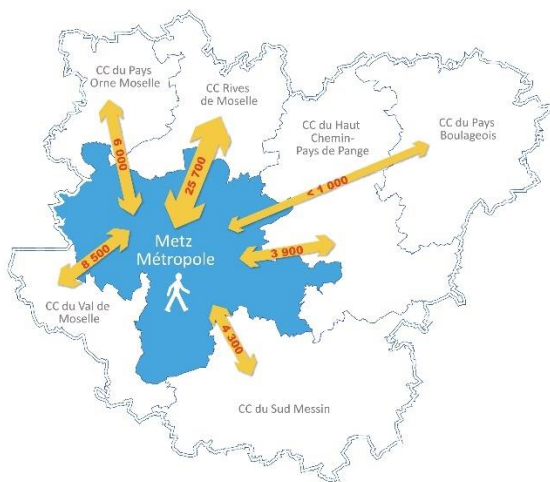 CC du Pays
Orne Moselle
CC Rives
de Moselle
CC du Haut
Chemin-
Pays de Pange
CC du Pays
Boulageois
6 000
25 700
< 1 000
Metz
Métropole
8 500
3 900
CC du Val de
Moselle
4 300
CC du Sud Messin